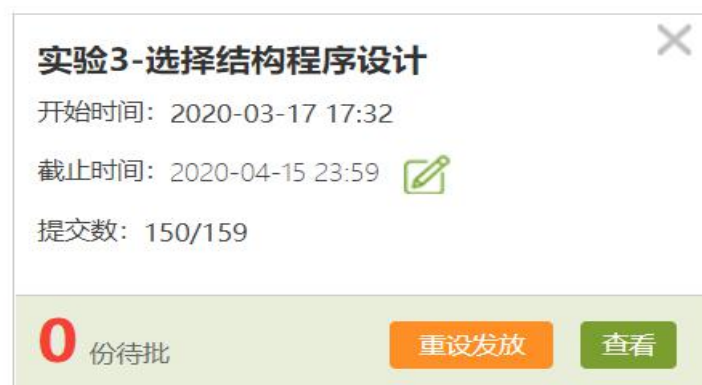 实验3-选择结构程序设计
开始时间：2020-03-17 17:32
截止时间：2020-04-15 23:59
提交数：150/159
0 份待批 重设发放 查看